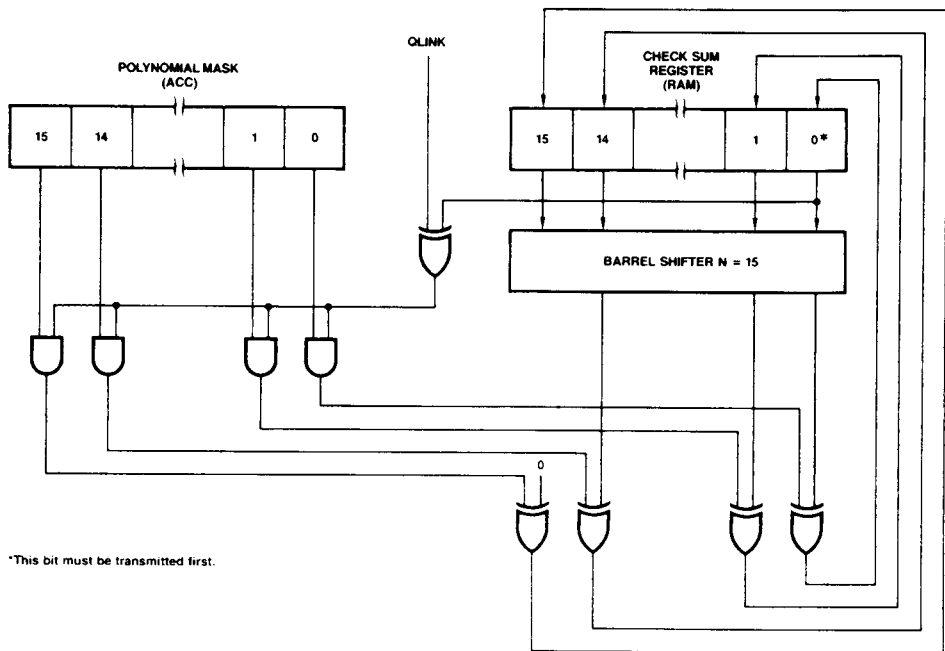 QLINK
POLYNOMIAL MASK
(ACC)
CHECK SUM
REGISTER
(RAM)
15 14 1 0
15 14 1 0*
BARREL SHIFTER N = 15
0
*This bit must be transmitted first.